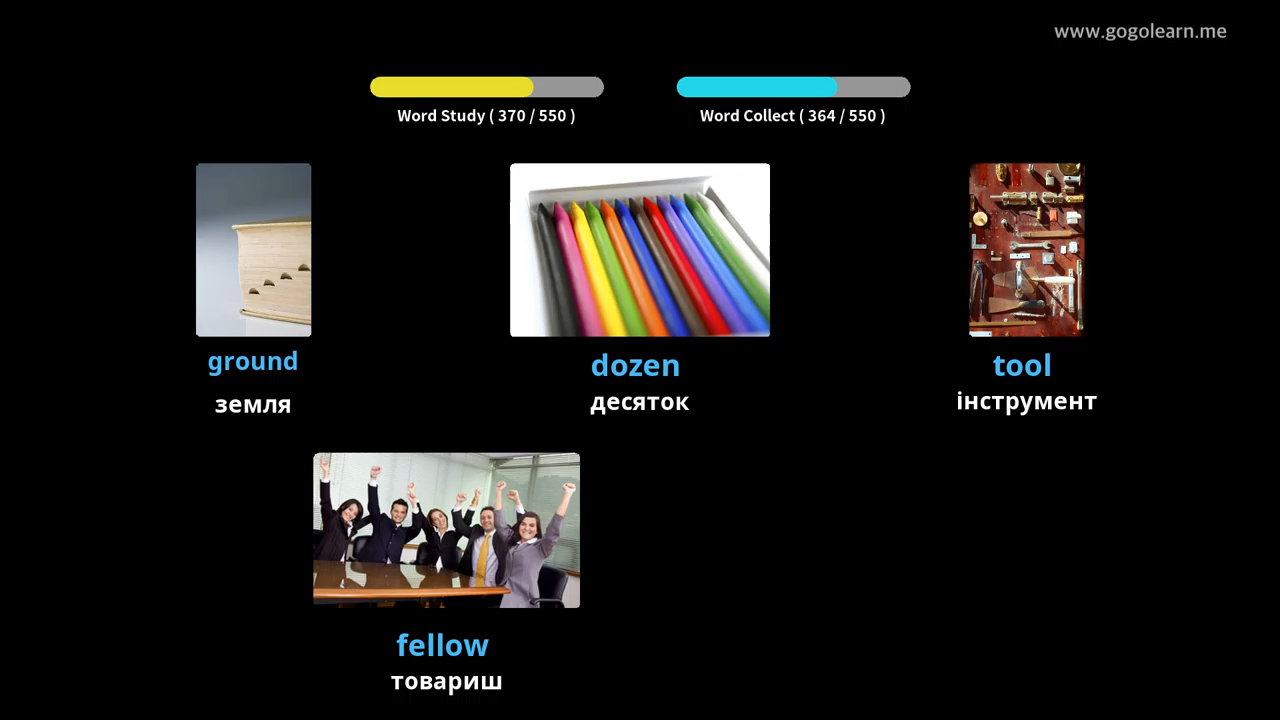 www.gogolearn.me
Word Study ( 370 / 550 )
Word Collect ( 364 / 550 )
ground
земля
dozen
десяток
tool
інструмент
fellow
товариш